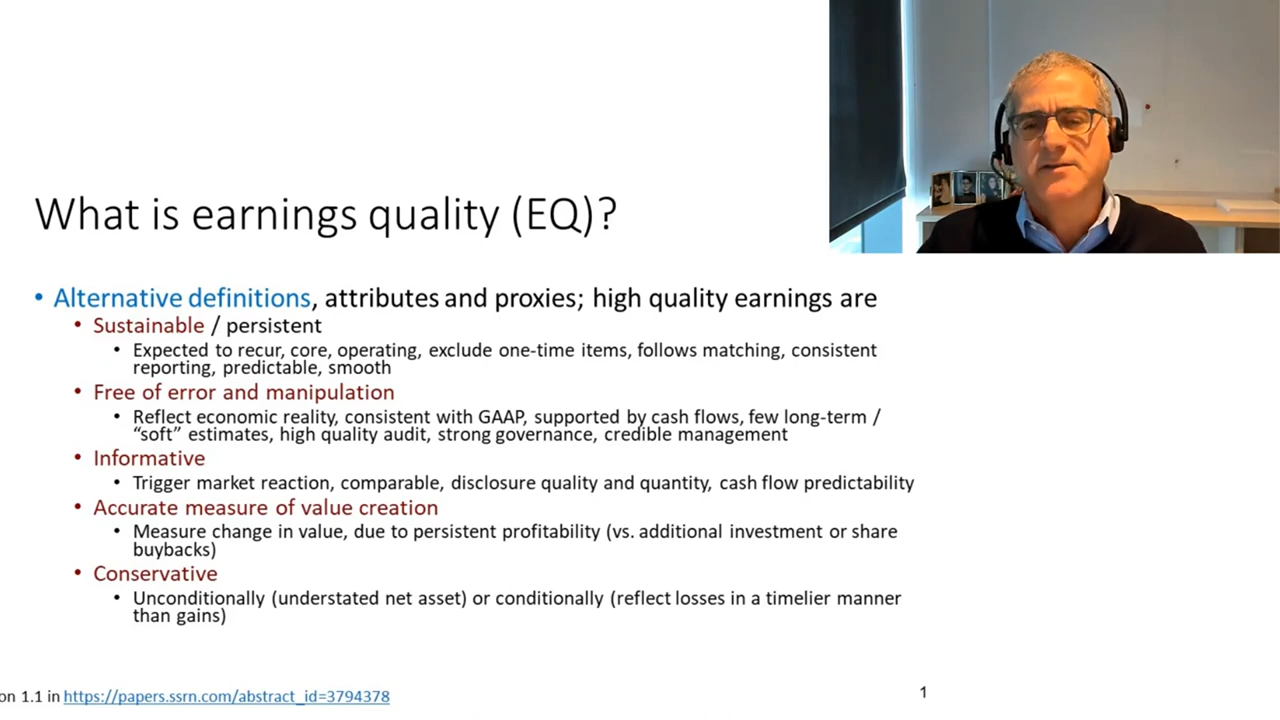 What is earnings quality (EQ)?
• Alternative definitions, attributes and proxies; high quality earnings are
• Sustainable / persistent
• Expected to recur, core, operating, exclude one-time items, follows matching, consistent
reporting, predictable, smooth
• Free of error and manipulation
• Reflect economic reality, consistent with GAAP, supported by cash flows, few long-term /
“soft” estimates, high quality audit, strong governance, credible management
• Informative
• Trigger market reaction, comparable, disclosure quality and quantity, cash flow predictability
• Accurate measure of value creation
• Measure change in value, due to persistent profitability (vs. additional investment or share
buybacks)
• Conservative
• Unconditionally (understated net asset) or conditionally (reflect losses in a timelier manner
than gains)
on 1.1 in https://papers.ssrn.com/abstract_id=3794378
1